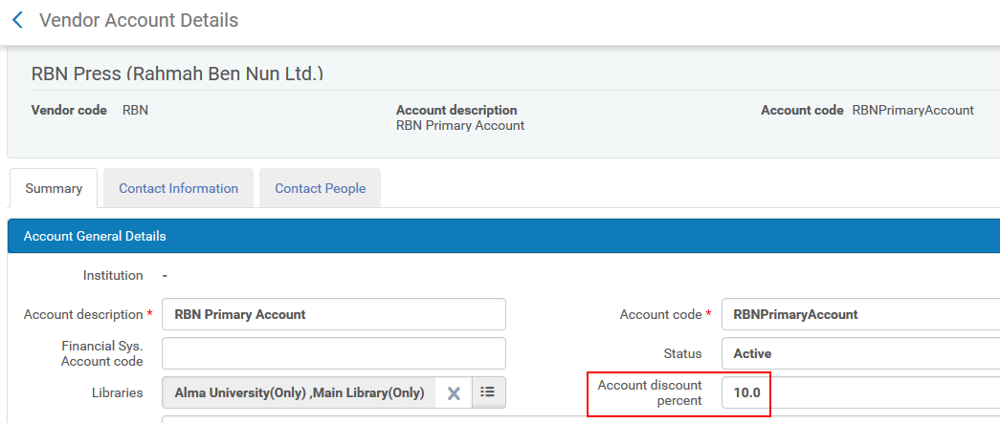 Vendor Account Details
RBN Press (Rahmah Ben Nun Ltd.)
Vendor code RBN Account description Account code RBNPrimaryAccount
RBN Primary Account
Summary Contact Information Contact People
Account General Details
Institution -
Account description * RBN Primary Account Account code * RBNPrimaryAccount
Financial Sys.
Account code
Status Active
Libraries Alma University(Only) ,Main Library(Only)
Account discount
percent
10.0